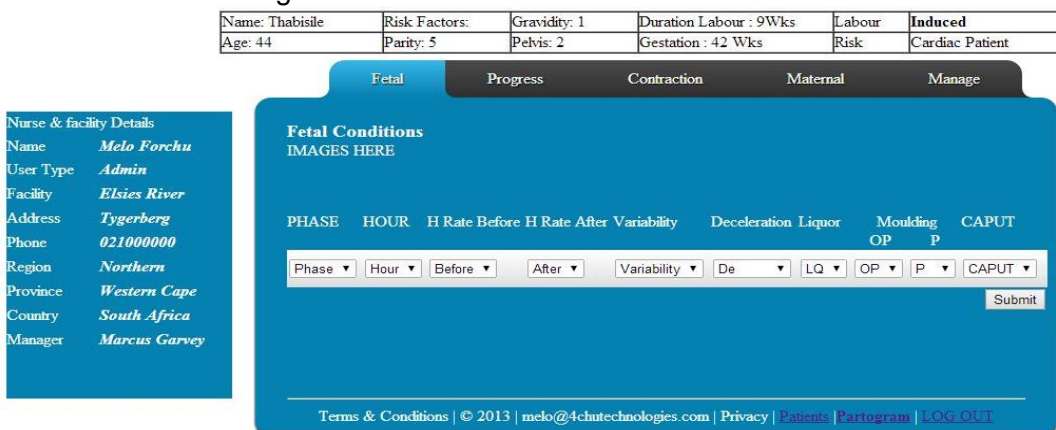 Name: Thabisile Risk Factors: Gravidity: 1 Duration Labour : 9Wks Labour Induced
Age: 44 Parity: 5 Pelvis: 2 Gestation : 42 Wks Risk Cardiac Patient
Fetal Progress Contraction Maternal Manage
Nurse & facility Details
Name Melo Forchu
User Type Admin
Facility Elsies River
Address Tygerberg
Phone 021000000
Region Northern
Province Western Cape
Country South Africa
Manager Marcus Garvey
Fetal Conditions
IMAGES HERE
PHASE HOUR H Rate Before H Rate After Variability Deceleration Liquor Moulding CAPUT
OP P
Phase Hour Before After Variability De LQ OP P CAPUT
Submit
Terms & Conditions | © 2013 | melo@4chutechnologies.com | Privacy | Patients |Partogram | LOG OUT